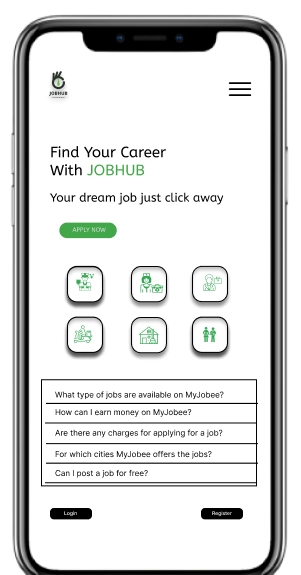 JOBHUB
Find Your Career
With JOBHUB
Your dream job just click away
APPLY NOW
What type of jobs are available on MyJobee?
How can I earn money on MyJobee?
Are there any charges for applying for a job?
For which cities MyJobee offers the jobs?
Can I post a job for free?
Login
Register